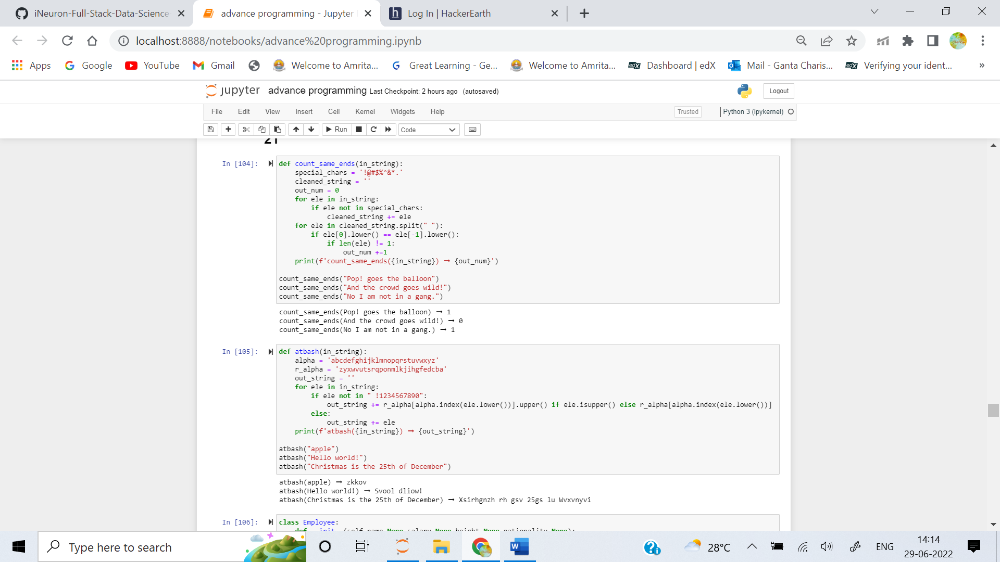 iNeuron-Full-Stack-Data-Science
advance programming - Jupyter
Log In | HackerEarth
localhost:8888/notebooks/advance%20programming.ipynb
Apps
Google
YouTube
Gmail
Welcome to Amrita...
Great Learning - Ge...
Welcome to Amrita...
Dashboard | edX
Mail - Ganta Charis...
Verifying your ident...
»
jupyter advance programming Last Checkpoint: 2 hours ago (autosaved)
Logout
File Edit View Insert Cell Kernel Widgets Help
Trusted
Python 3 (ipykernel)
Run
Code
21
In [104]:
def count_same_ends(in_string):
    special_chars = '!@#$%^&*.'
    cleaned_string = ''
    out_num = 0
    for ele in in_string:
        if ele not in special_chars:
            cleaned_string += ele
    for ele in cleaned_string.split(" "):
        if ele[0].lower() == ele[-1].lower():
            if len(ele) != 1:
                out_num +=1
    print(f'count_same_ends({in_string}) ➞ {out_num}')

count_same_ends("Pop! goes the balloon")
count_same_ends("And the crowd goes wild!")
count_same_ends("No I am not in a gang.")
count_same_ends(Pop! goes the balloon) ➞ 1
count_same_ends(And the crowd goes wild!) ➞ 0
count_same_ends(No I am not in a gang.) ➞ 1
In [105]:
def atbash(in_string):
    alpha = 'abcdefghijklmnopqrstuvwxyz'
    r_alpha = 'zyxwvutsrqponmlkjihgfedcba'
    out_string = ''
    for ele in in_string:
        if ele not in " !1234567890":
            out_string += r_alpha[alpha.index(ele.lower())].upper() if ele.isupper() else r_alpha[alpha.index(ele.lower())]
        else:
            out_string += ele
    print(f'atbash({in_string}) ➞ {out_string}')

atbash("apple")
atbash("Hello world!")
atbash("Christmas is the 25th of December")
atbash(apple) ➞ zkkov
atbash(Hello world!) ➞ Svool dliow!
atbash(Christmas is the 25th of December) ➞ Xsirhgnzh rh gsv 25gs lu Wvxvnyvi
In [106]:
class Employee:
    def __init__(self,name=None,salary=None,height=None,nationality=None):
Type here to search
28°C
ENG
14:14
29-06-2022